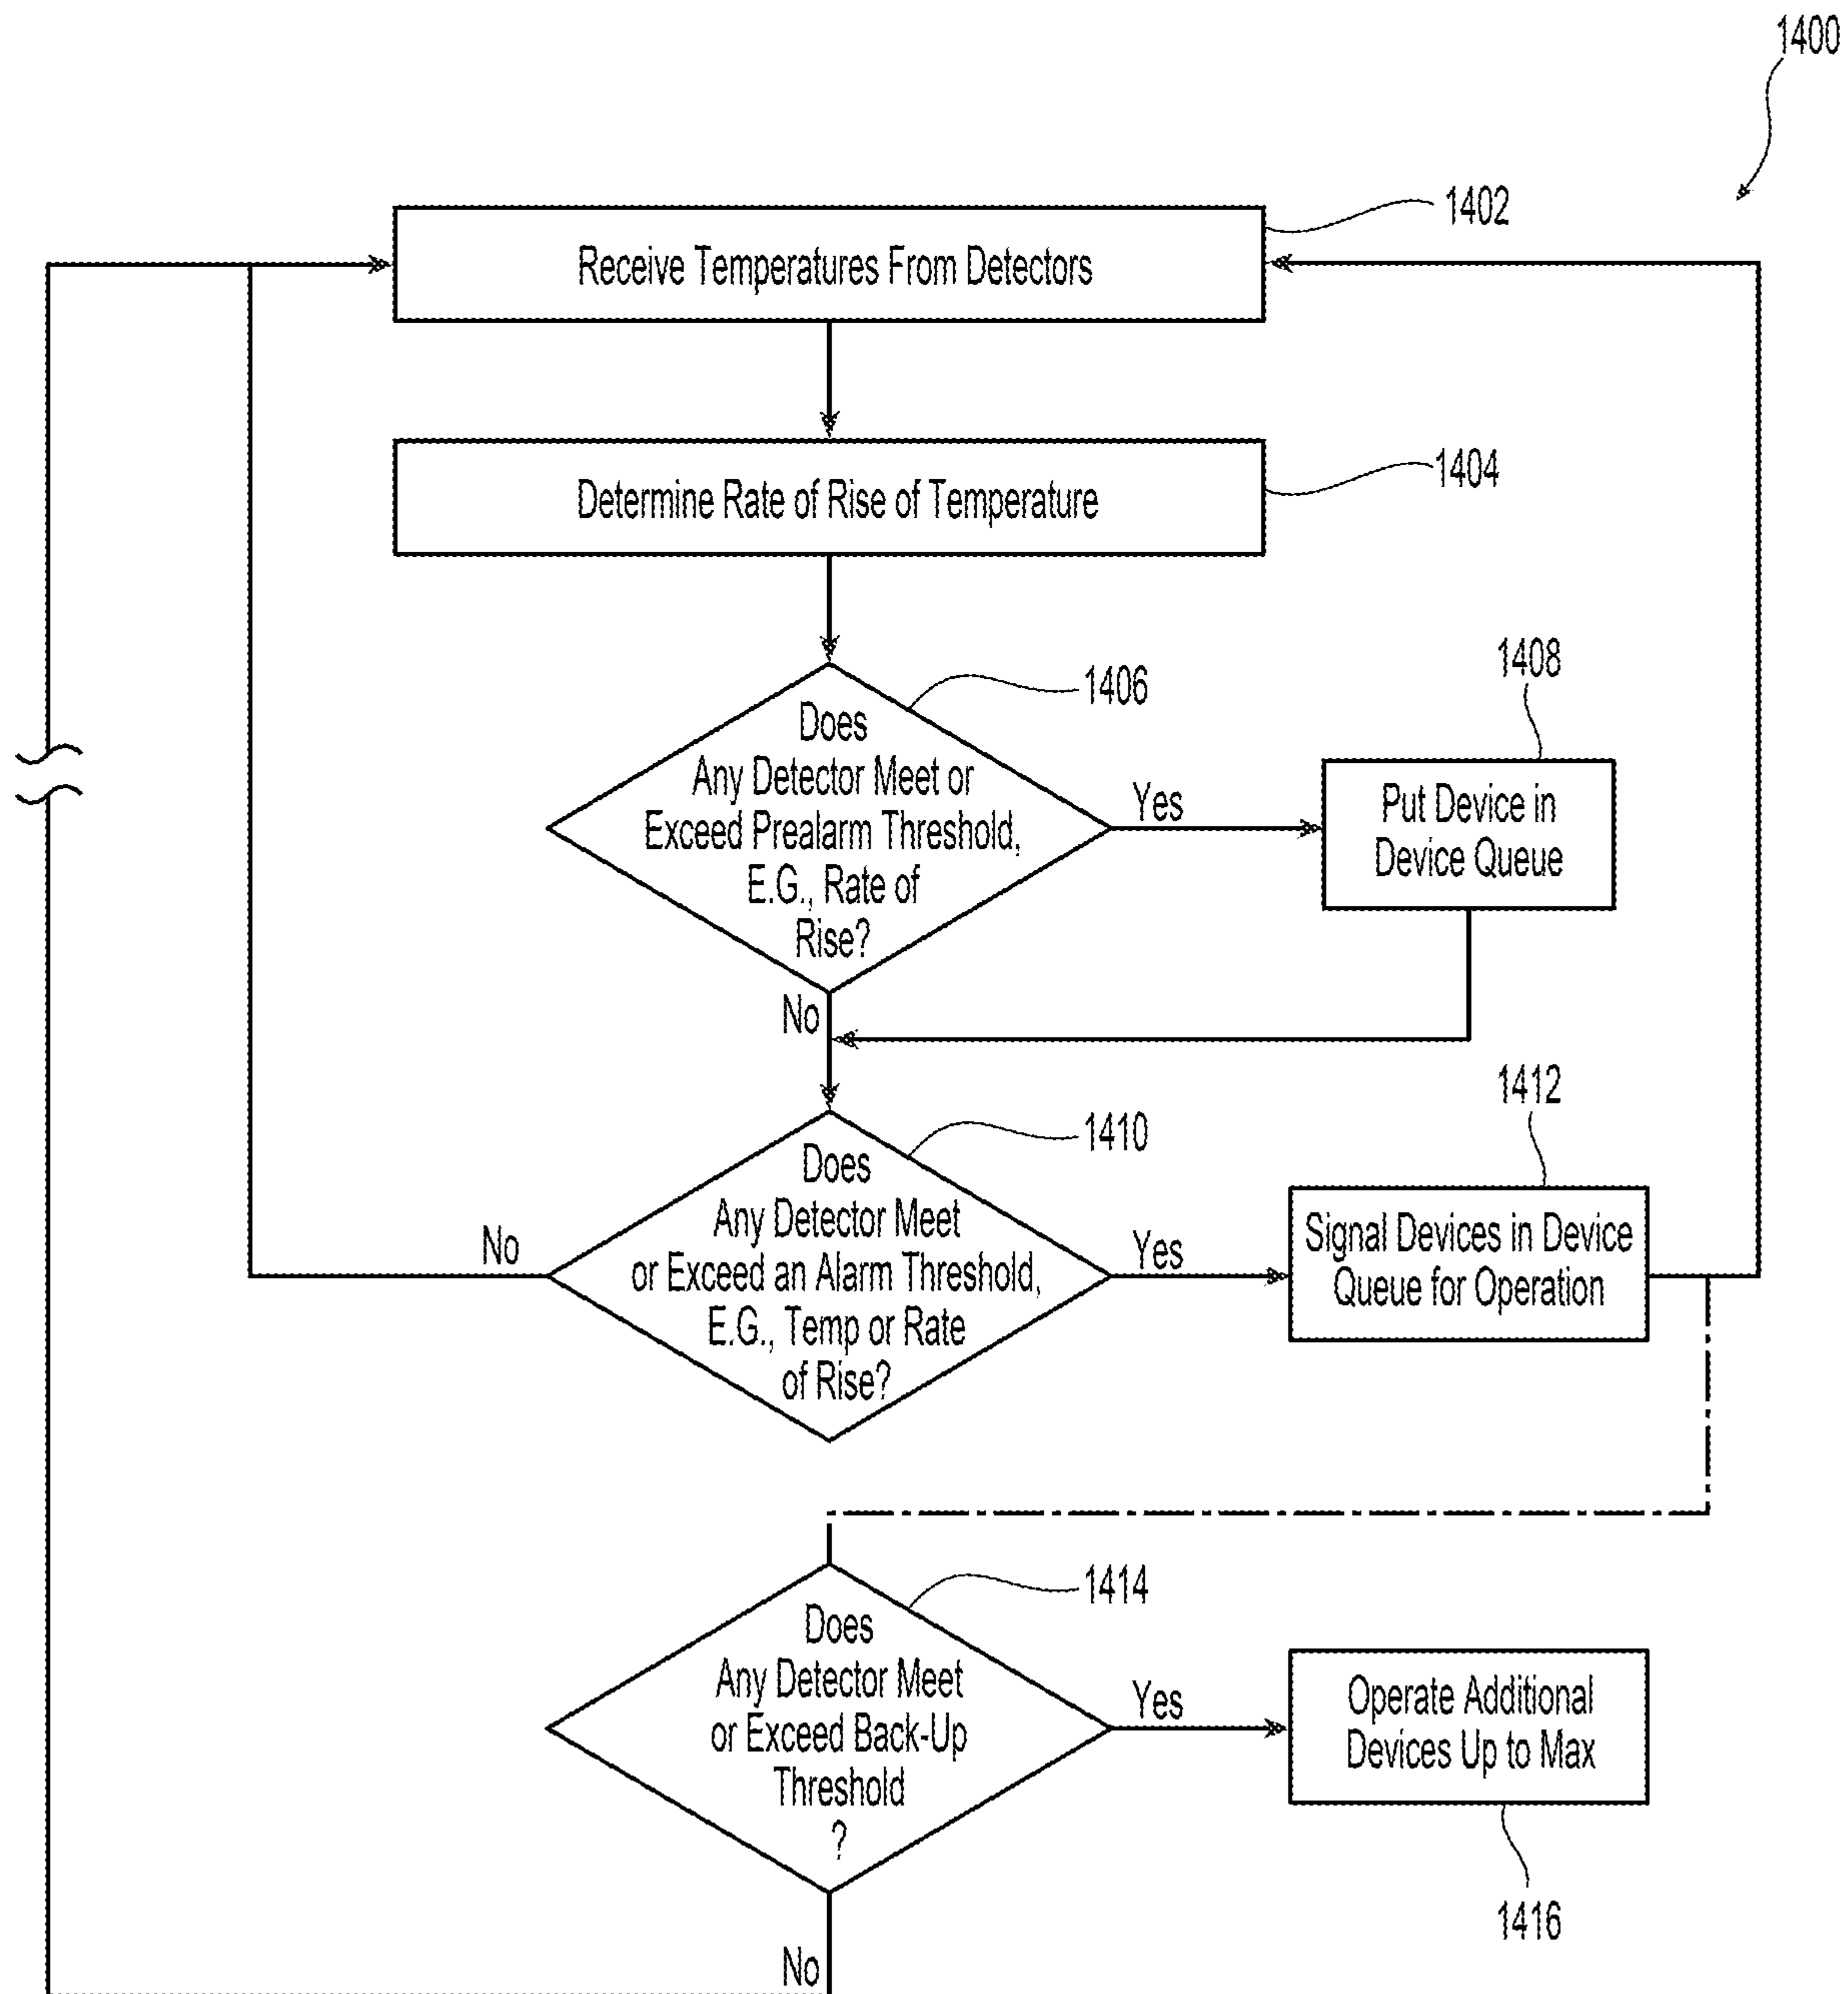 1400
1402
Receive Temperatures From Detectors
1404
Determine Rate of Rise of Temperature
1406
Does
Any Detector Meet or
Exceed Prealarm Threshold,
E.G., Rate of
Rise?
Yes
1408
Put Device in
Device Queue
No
1410
Does
Any Detector Meet
or Exceed an Alarm Threshold,
E.G., Temp or Rate
of Rise?
No
Yes
1412
Signal Devices in Device
Queue for Operation
1414
Does
Any Detector Meet
or Exceed Back-Up
Threshold
?
Yes
Operate Additional
Devices Up to Max
1416
No